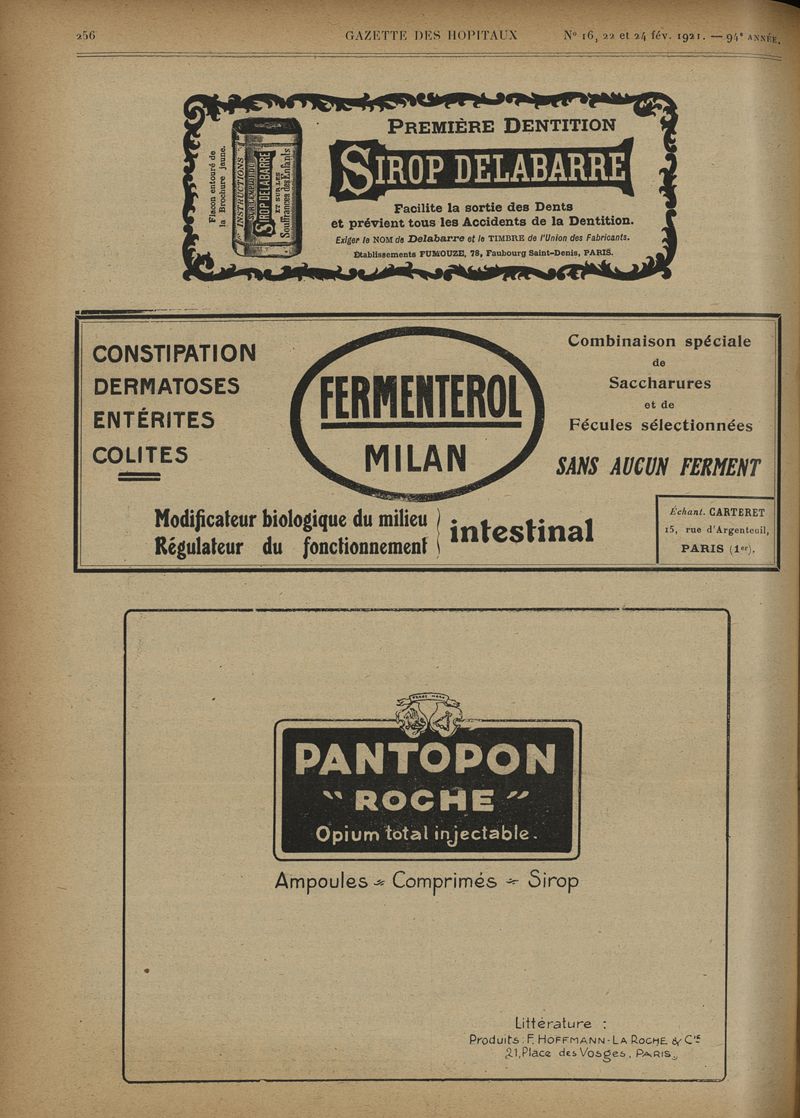 256
GAZETTE DES HOPITAUX
N° 16, 22 et 24 fév. 1921. — 94e ANNÉE.
Flacon entouré de
la Brochure jaune.
INSTRUCTIONS
SIROP DELABARRE
ET SUR LES
Souffrances des Enfants
PREMIÈRE DENTITION
SIROP DELABARRE
Facilite la sortie des Dents
et prévient tous les Accidents de la Dentition.
Exiger le NOM de Delabarre et le TIMBRE de l'Union des Fabricants.
Établissements FUMOUZE, 78, Faubourg Saint-Denis, PARIS.
CONSTIPATION
DERMATOSES
ENTÉRITES
COLITES
FERMENTEROL
MILAN
Combinaison spéciale
de
Saccharures
et de
Fécules sélectionnées
SANS AUCUN FERMENT
Modificateur biologique du milieu
Régulateur du fonctionnement
intestinal
Échant. CARTERET
15, rue d'Argenteuil,
PARIS (1er).
PANTOPON
"ROCHE"
Opium total injectable.
Ampoules - Comprimés - Sirop
Littérature :
Produits: F. HOFFMANN-LA ROCHE & Cie
21, Place des Vosges, PARIS.